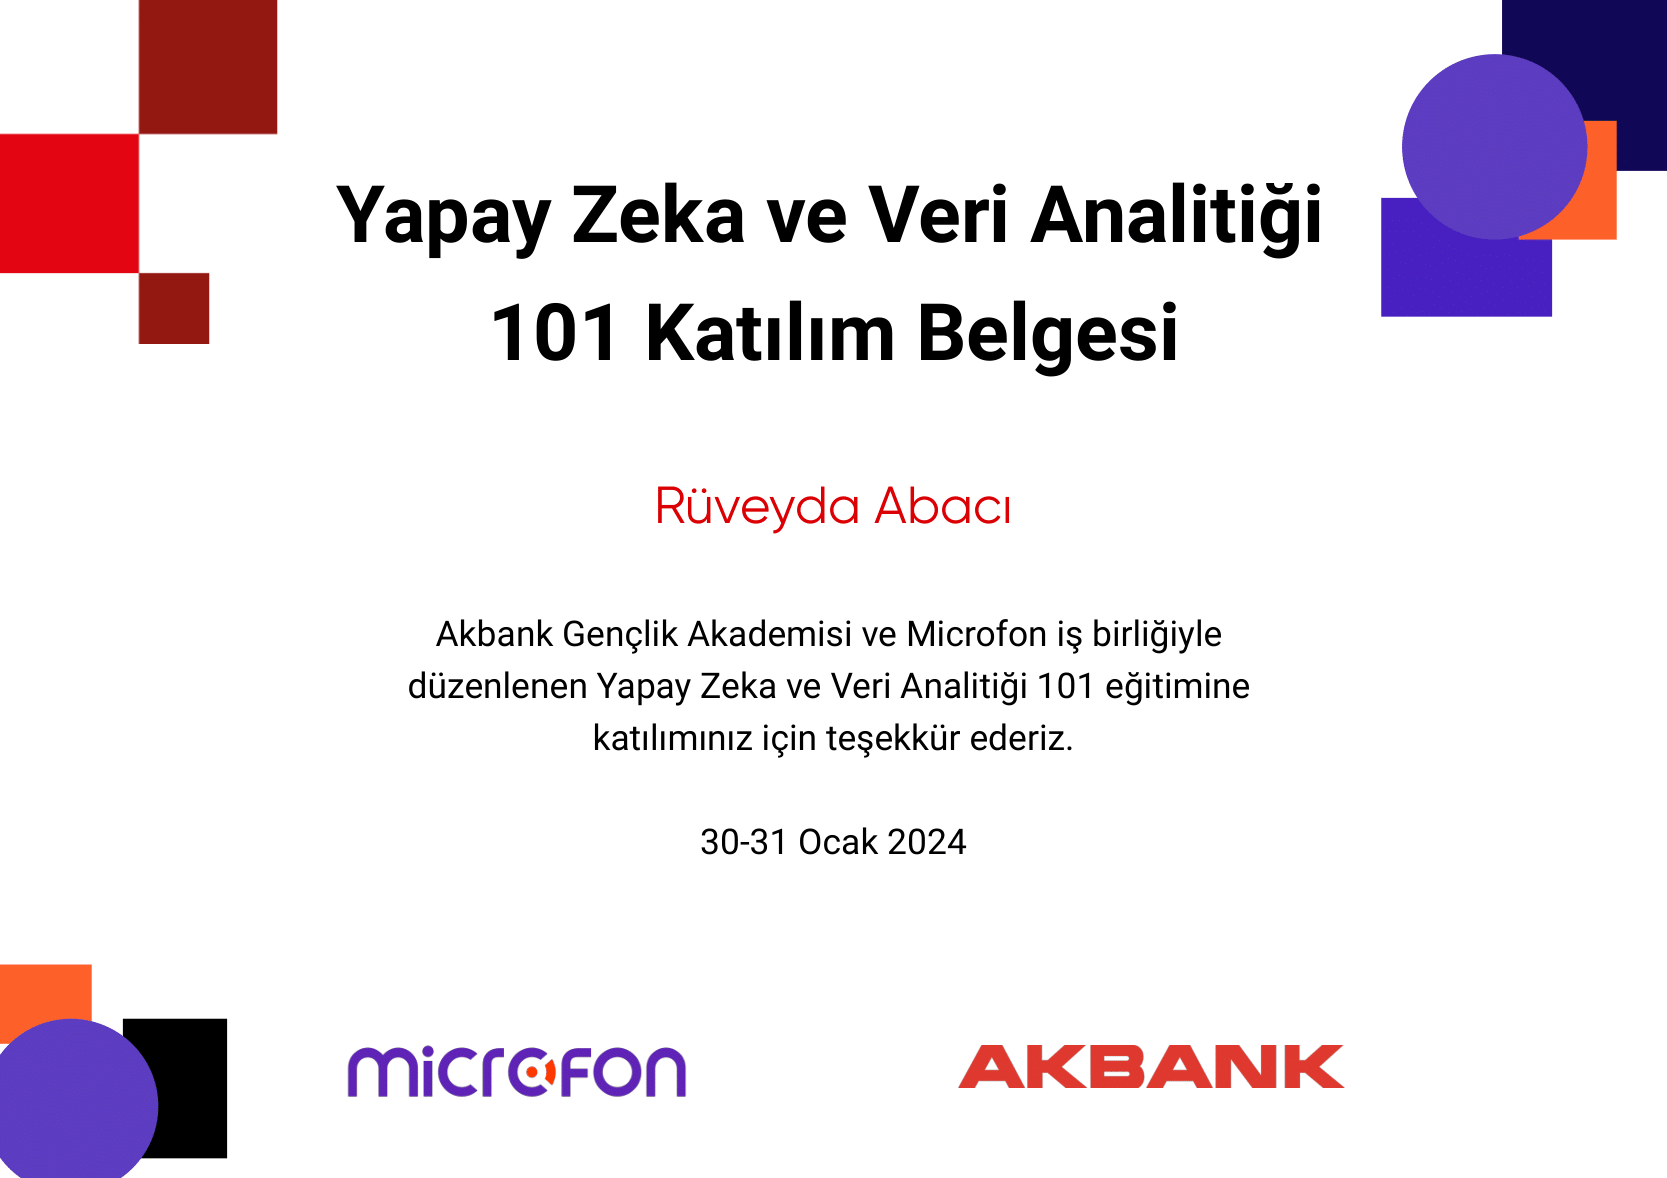 Yapay Zeka ve Veri Analitiği
101 Katılım Belgesi
Rüveyda Abacı
Akbank Gençlik Akademisi ve Microfon iş birliğiyle
düzenlenen Yapay Zeka ve Veri Analitiği 101 eğitimine
katılımınız için teşekkür ederiz.
30-31 Ocak 2024
microfon
AKBANK